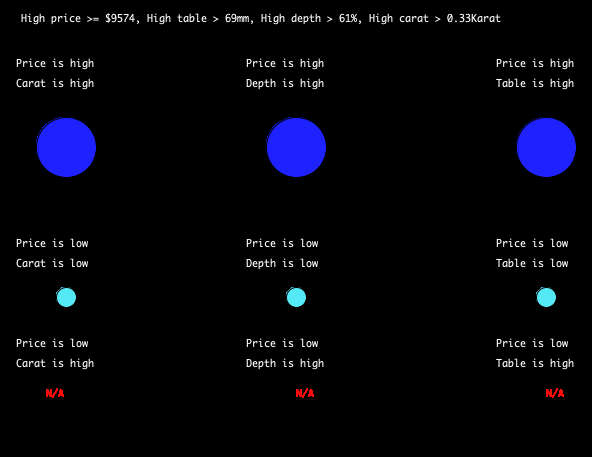 High price >= $9574, High table > 69mm, High depth > 61%, High carat > 0.33Karat
Price is high
Carat is high
Price is high
Depth is high
Price is high
Table is high
Price is low
Carat is low
Price is low
Depth is low
Price is low
Table is low
Price is low
Carat is high
N/A
Price is low
Depth is high
N/A
Price is low
Table is high
N/A